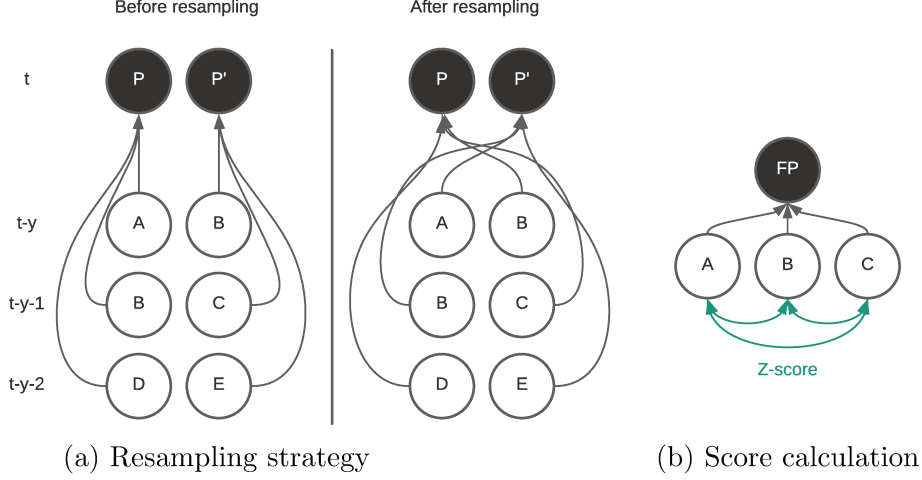 Before resampling
After resampling
t
P
P'
P
P'
FP
t-y
A
B
A
B
A
B
C
t-y-1
B
C
B
C
Z-score
t-y-2
D
E
D
E
(a) Resampling strategy
(b) Score calculation